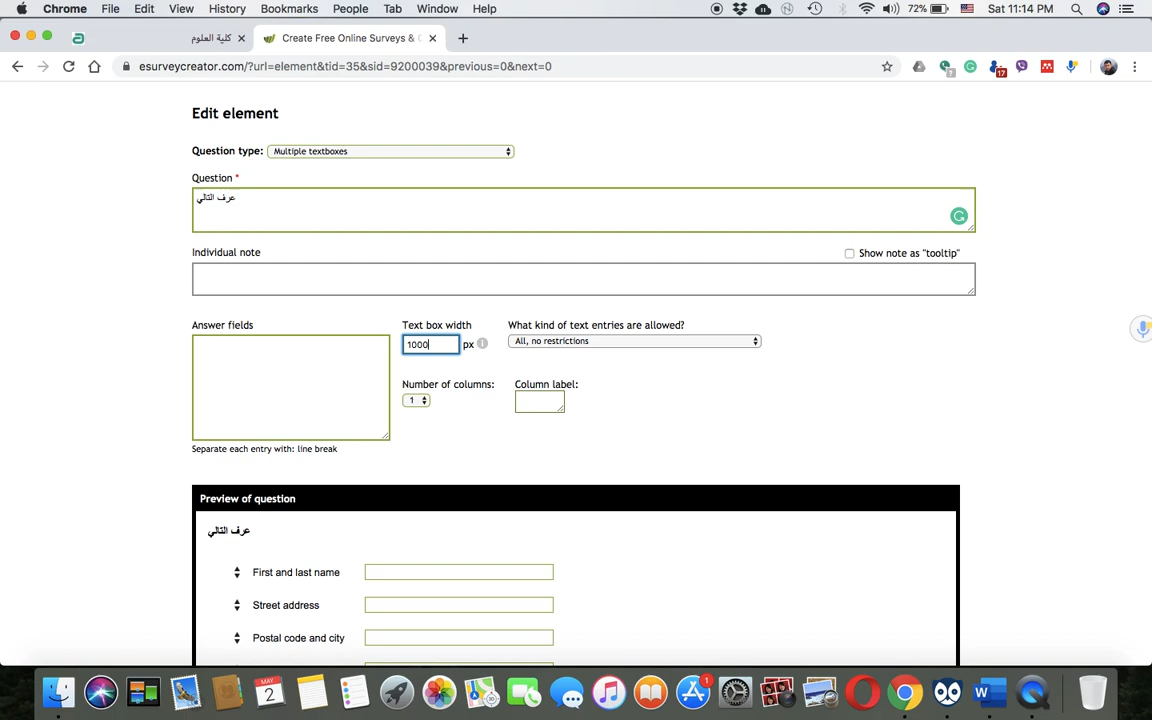 Chrome File Edit View History Bookmarks People Tab Window Help 72% Sat 11:14 PM
كلية العلوم
Create Free Online Surveys & 
esurveycreator.com/?url=element&tid=35&sid=9200039&previous=0&next=0
17
Edit element
Question type: Multiple textboxes
Question *
عرف التالي
Individual note
Show note as "tooltip"
Answer fields
Text box width
What kind of text entries are allowed?
1000 px
All, no restrictions
Number of columns:
Column label:
1
Separate each entry with: line break
Preview of question
عرف التالي
First and last name
Street address
Postal code and city
MAY
2
1